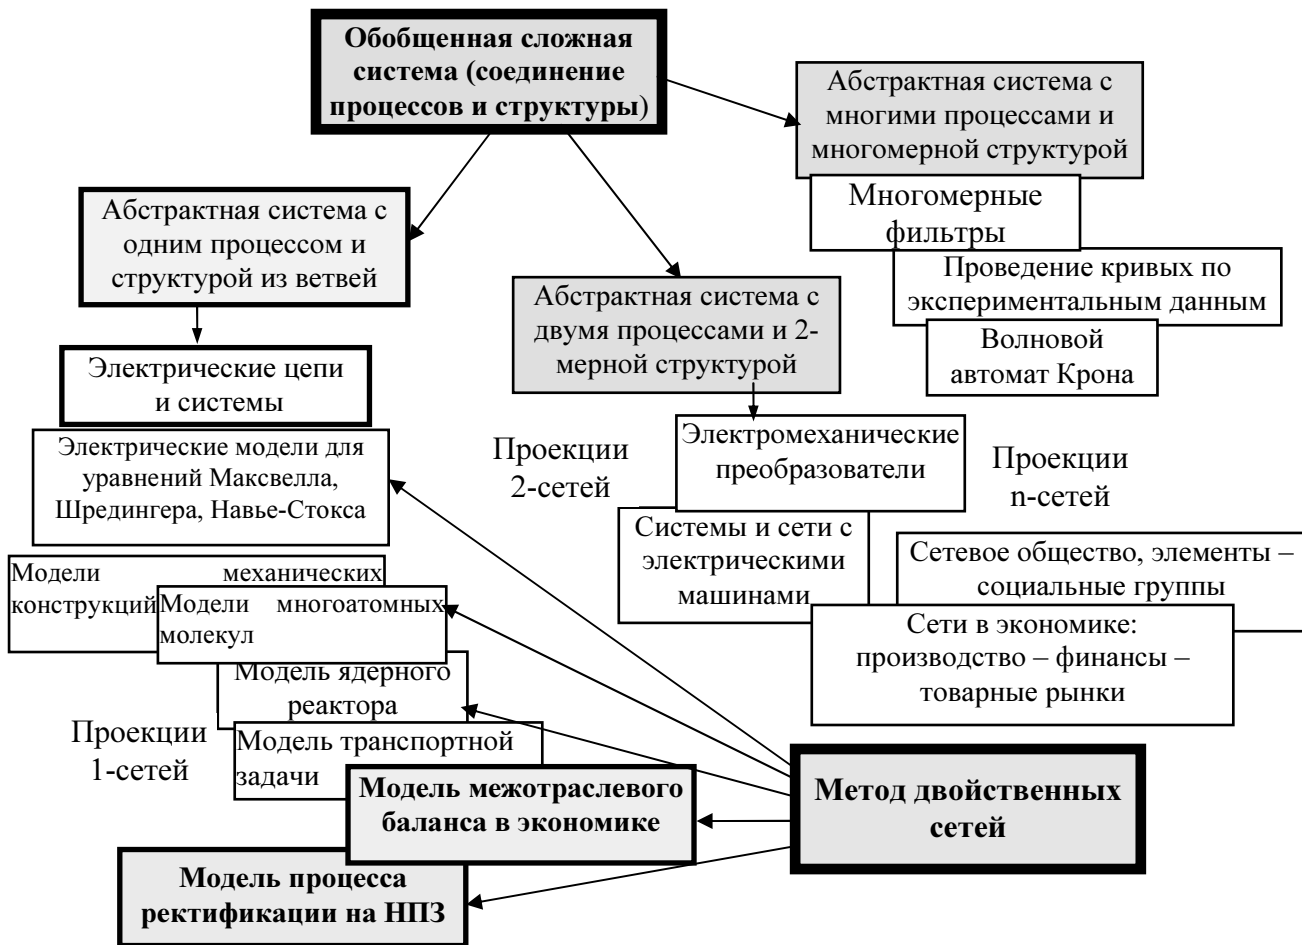 Обобщенная сложная
система (соединение
процессов и структуры)
Абстрактная система с
многими процессами и
многомерной структурой
Многомерные
фильтры
Проведение кривых по
экспериментальным данным
Волновой
автомат Крона
Абстрактная система с
одним процессом и
структурой из ветвей
Абстрактная система с
двумя процессами и 2-
мерной структурой
Электрические цепи
и системы
Электрические модели для
уравнений Максвелла,
Шредингера, Навье-Стокса
Проекции
2-сетей
Электромеханические
преобразователи
Проекции
n-сетей
Системы и сети с
электрическими
машинами
Сетевое общество, элементы –
социальные группы
Сети в экономике:
производство – финансы –
товарные рынки
Модели механических
конструкций
Модели многоатомных
молекул
Модель ядерного
реактора
Проекции
1-сетей
Модель транспортной
задачи
Модель межотраслевого
баланса в экономике
Метод двойственных
сетей
Модель процесса
ректификации на НПЗ